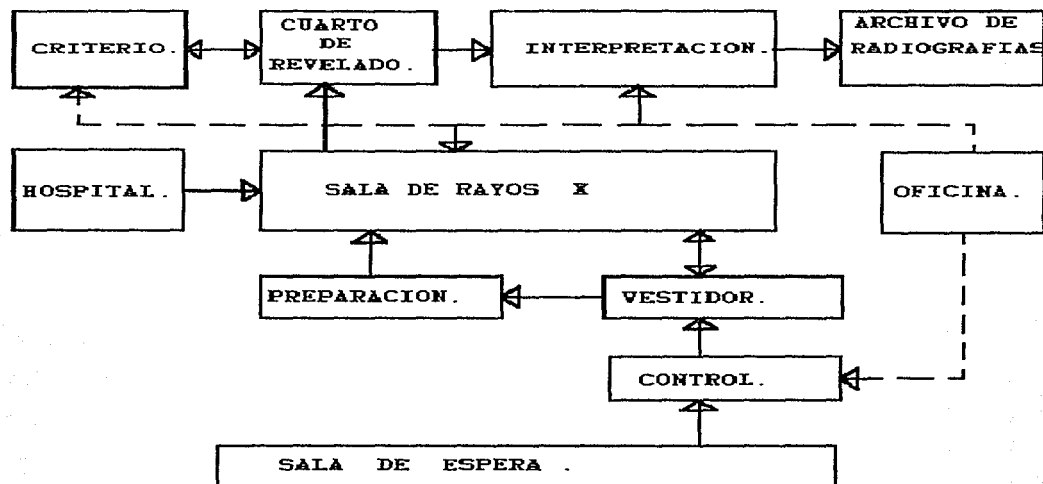 CRITERIO.
CUARTO
DE
REVELADO.
INTERPRETACION.
ARCHIVO DE
RADIOGRAFIAS
HOSPITAL.
SALA DE RAYOS X
OFICINA.
PREPARACION.
VESTIDOR.
CONTROL.
SALA DE ESPERA .